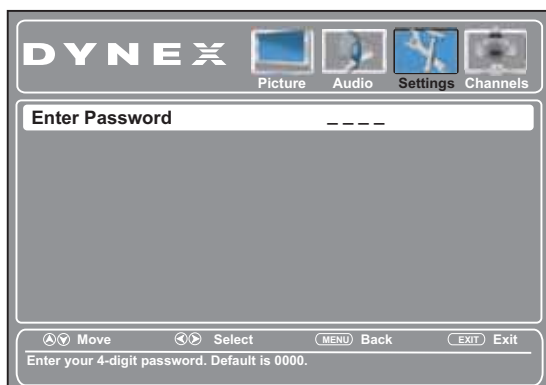 DYNEX
Picture Audio Settings Channels
Enter Password _ _ _ _
Move Select MENU Back EXIT Exit
Enter your 4-digit password. Default is 0000.